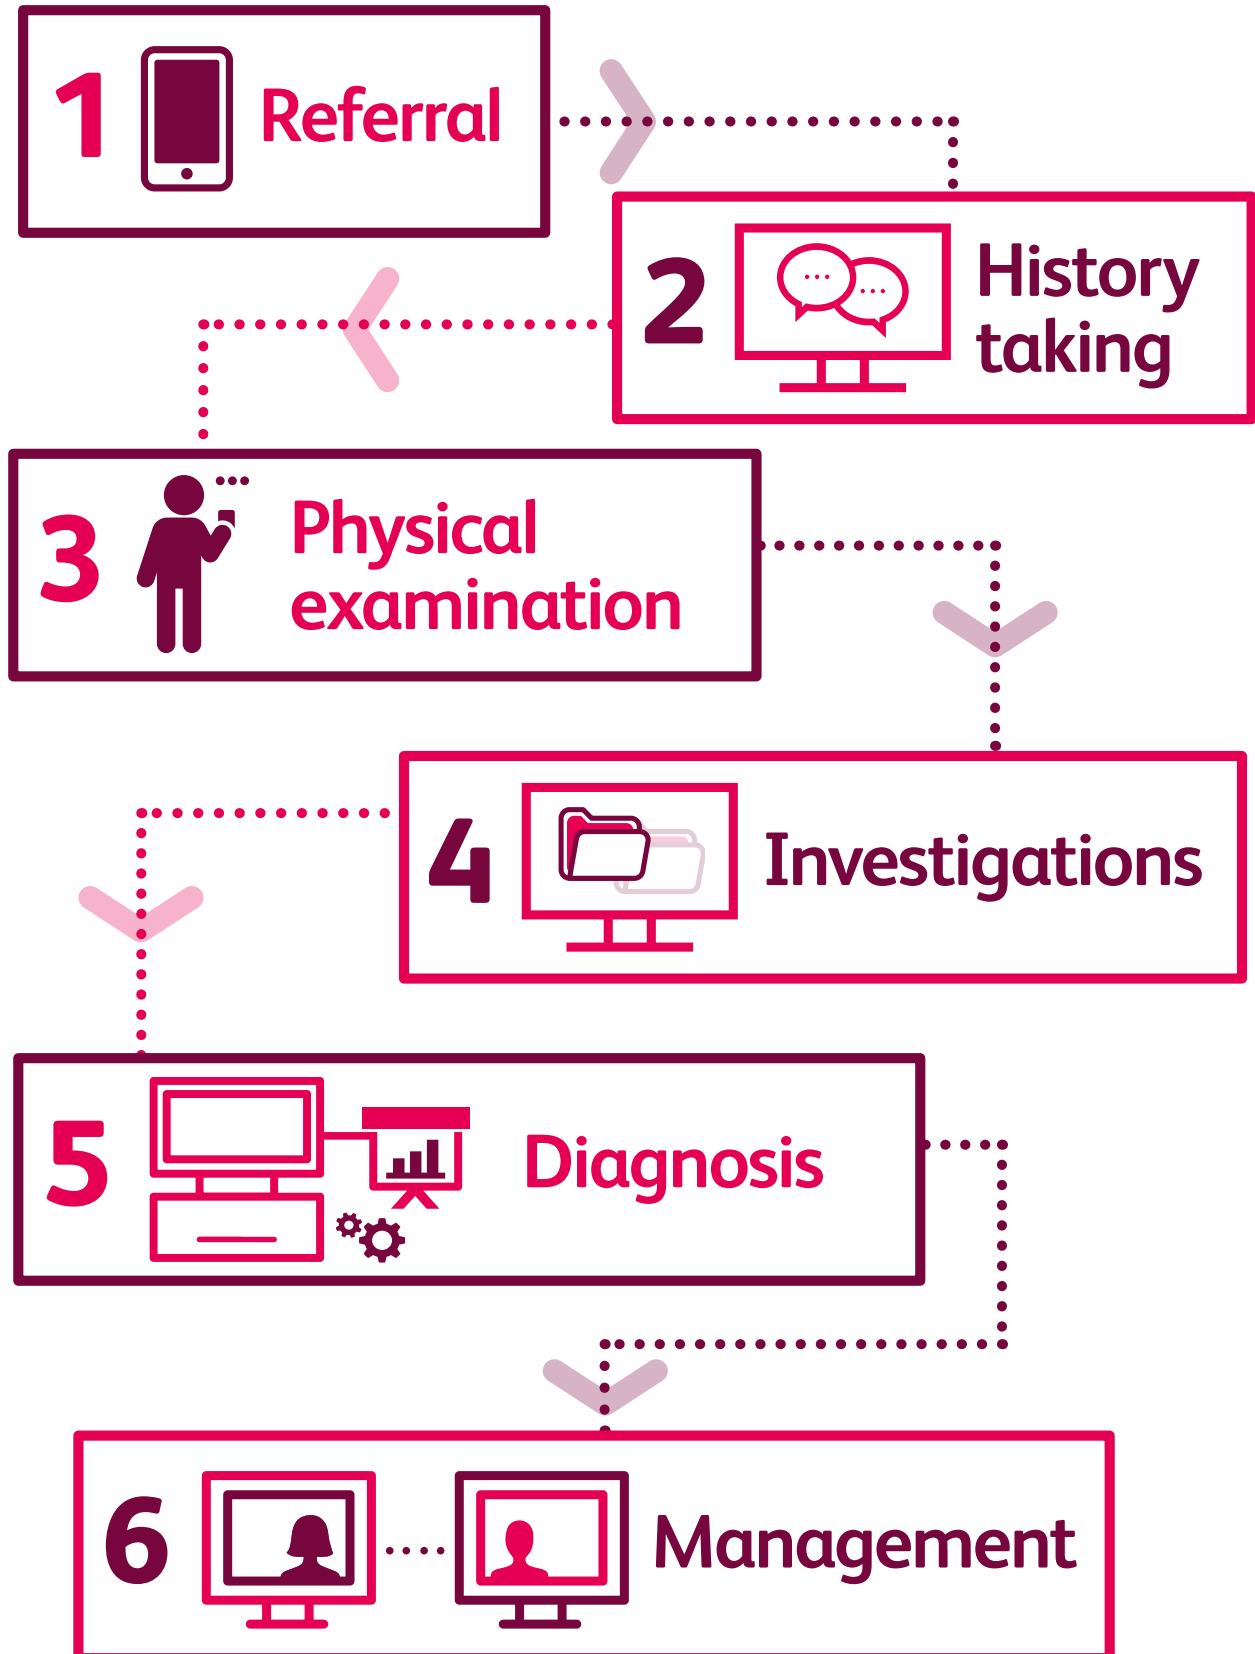 1 Referral
2 History
taking
3 Physical
examination
4 Investigations
5 Diagnosis
6 Management